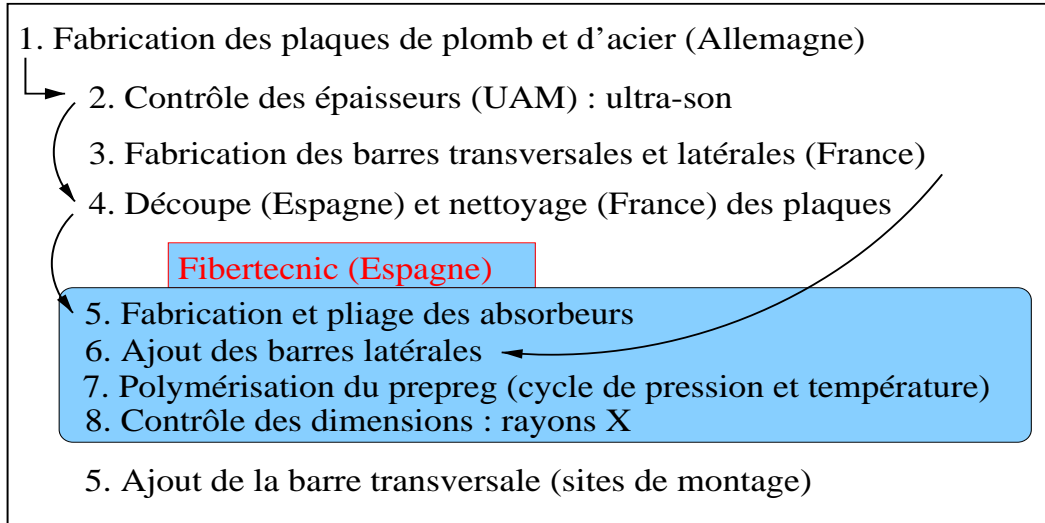 1. Fabrication des plaques de plomb et d'acier (Allemagne)
2. Contrôle des épaisseurs (UAM) : ultra-son
3. Fabrication des barres transversales et latérales (France)
4. Découpe (Espagne) et nettoyage (France) des plaques
Fibertecnic (Espagne)
5. Fabrication et pliage des absorbeurs
6. Ajout des barres latérales
7. Polymérisation du prepreg (cycle de pression et température)
8. Contrôle des dimensions : rayons X
5. Ajout de la barre transversale (sites de montage)